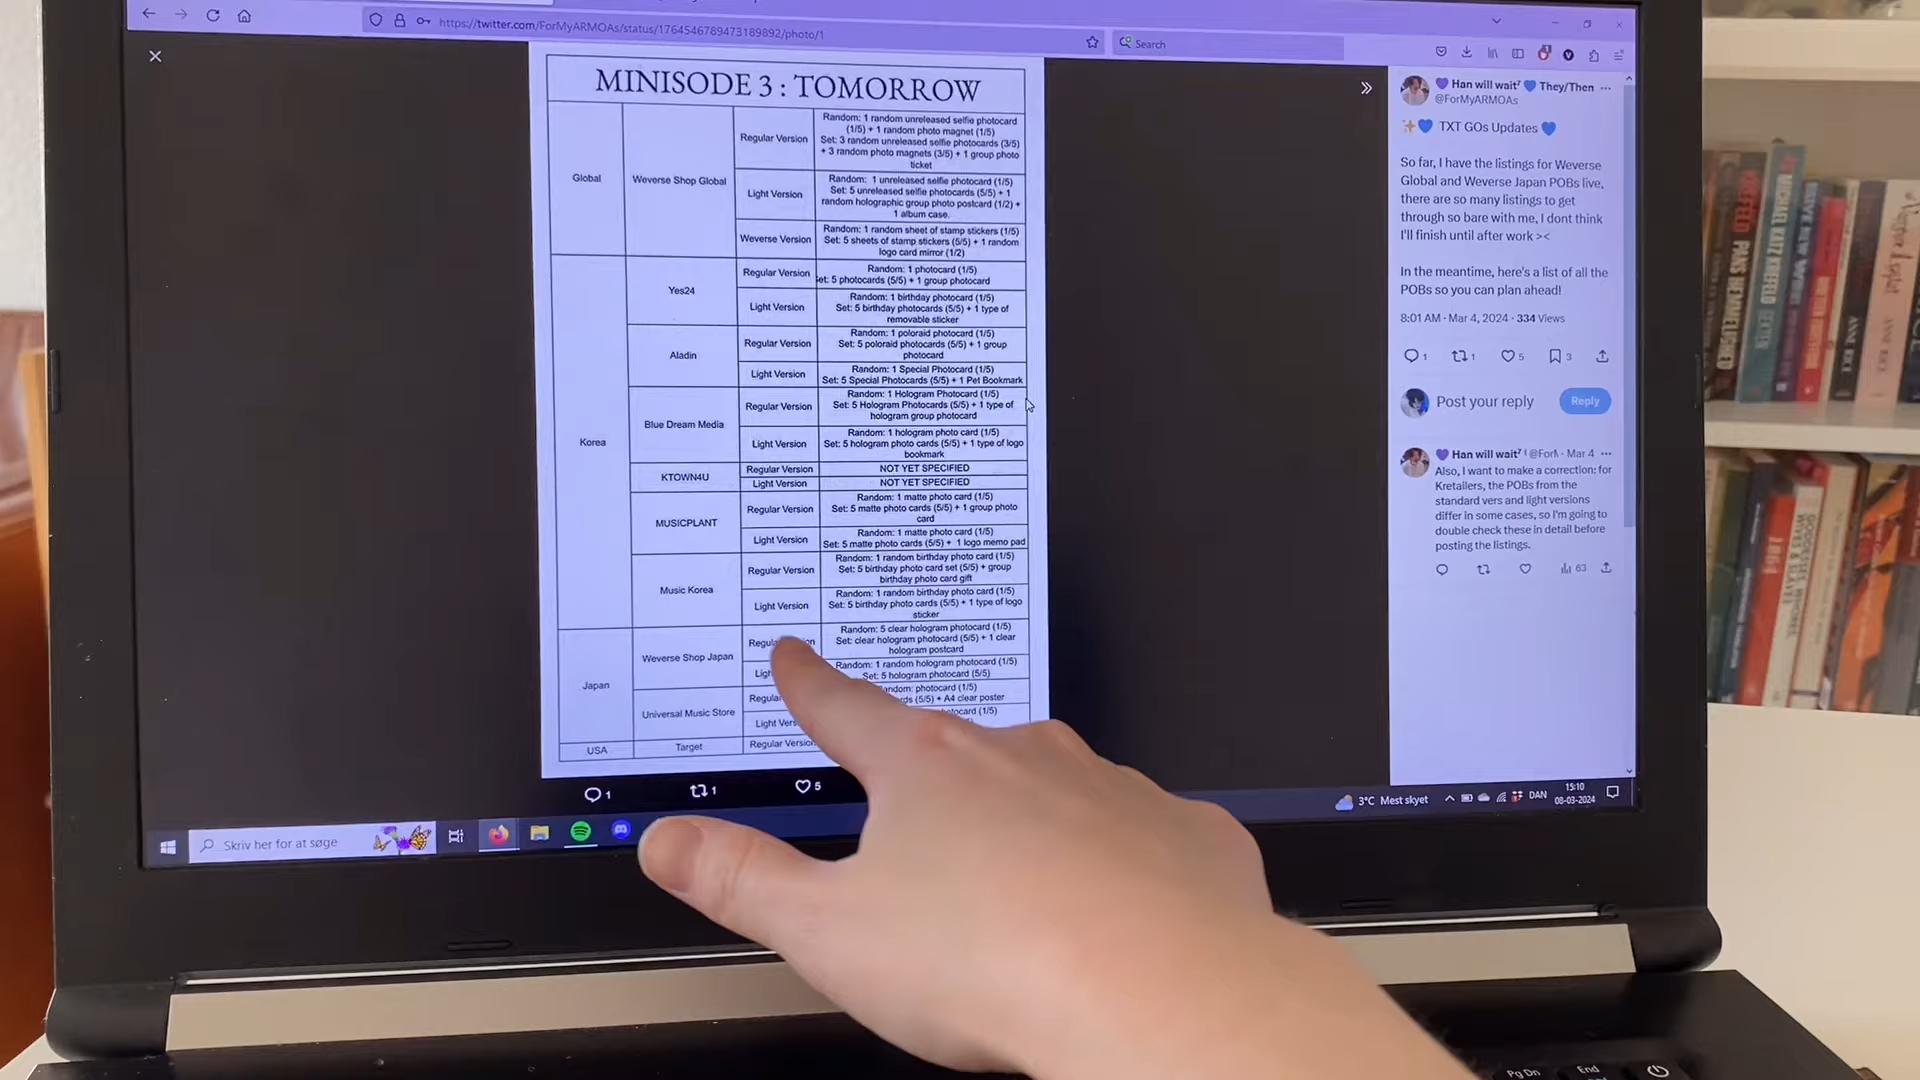 https://twitter.com/ForMyARMOAs/status/1764546789473189892/photo/1
Search
MINISODE 3 : TOMORROW
Global
Weverse Shop Global
Regular Version
Random: 1 random unreleased selfie photocard
(1/5) + 1 random photo magnet (1/5)
Set: 3 random unreleased selfie photocards (3/5)
+ 3 random photo magnets (3/5) + 1 group photo
ticket
Light Version
Random: 1 unreleased selfie photocard (1/5)
Set: 5 unreleased selfie photocards (5/5) + 1
random holographic group photo postcard (1/2) +
1 album case.
Weverse Version
Random: 1 random sheet of stamp stickers (1/5)
Set: 5 sheets of stamp stickers (5/5) + 1 random
logo card mirror (1/2)
Korea
Yes24
Regular Version
Random: 1 photocard (1/5)
Set: 5 photocards (5/5) + 1 group photocard
Light Version
Random: 1 birthday photocard (1/5)
Set: 5 birthday photocards (5/5) + 1 type of
removable sticker
Aladin
Regular Version
Random: 1 poloraid photocard (1/5)
Set: 5 poloraid photocards (5/5) + 1 group
photocard
Light Version
Random: 1 Special Photocard (1/5)
Set: 5 Special Photocards (5/5) + 1 Pet Bookmark
Blue Dream Media
Regular Version
Random: 1 Hologram Photocard (1/5)
Set: 5 Hologram Photocards (5/5) + 1 type of
hologram group photocard
Light Version
Random: 1 hologram photo card (1/5)
Set: 5 hologram photo cards (5/5) + 1 type of logo
bookmark
KTOWN4U
Regular Version
NOT YET SPECIFIED
Light Version
NOT YET SPECIFIED
MUSICPLANT
Regular Version
Random: 1 matte photo card (1/5)
Set: 5 matte photo cards (5/5) + 1 group photo
card
Light Version
Random: 1 matte photo card (1/5)
Set: 5 matte photo cards (5/5) + 1 logo memo pad
Music Korea
Regular Version
Random: 1 random birthday photo card (1/5)
Set: 5 birthday photo card set (5/5) + group
birthday photo card gift
Light Version
Random: 1 random birthday photo card (1/5)
Set: 5 birthday photo cards (5/5) + 1 type of logo
sticker
Japan
Weverse Shop Japan
Random: 5 clear hologram photocard (1/5)
Set: clear hologram photocard (5/5) + 1 clear
hologram postcard
Random: 1 random hologram photocard (1/5)
Set: 5 hologram photocard (5/5)
Universal Music Store
photocard (1/5)
(5/5) + A4 clear poster
Light
(1/5)
USA
Target
Regular Version
1
1
5
Han will wait⁷ They/Then
@ForMyARMOAs
TXT GOs Updates
So far, I have the listings for Weverse
Global and Weverse Japan POBs live,
there are so many listings to get
through so bare with me, I dont think
I'll finish until after work ><
In the meantime, here's a list of all the
POBs so you can plan ahead!
8:01 AM · Mar 4, 2024 · 334 Views
1
1
5
3
Post your reply
Reply
Han will wait⁷ · Mar 4
Also, I want to make a correction: for
Kretailers, the POBs from the
standard vers and light versions
differ in some cases, so I'm going to
double check these in detail before
posting the listings.
63
Skriv her for at søge
3°C Mest skyet
DAN
15:10
08-03-2024
MICHAEL KATZ KREFELD
ANNE RICE
Pg Dn
End